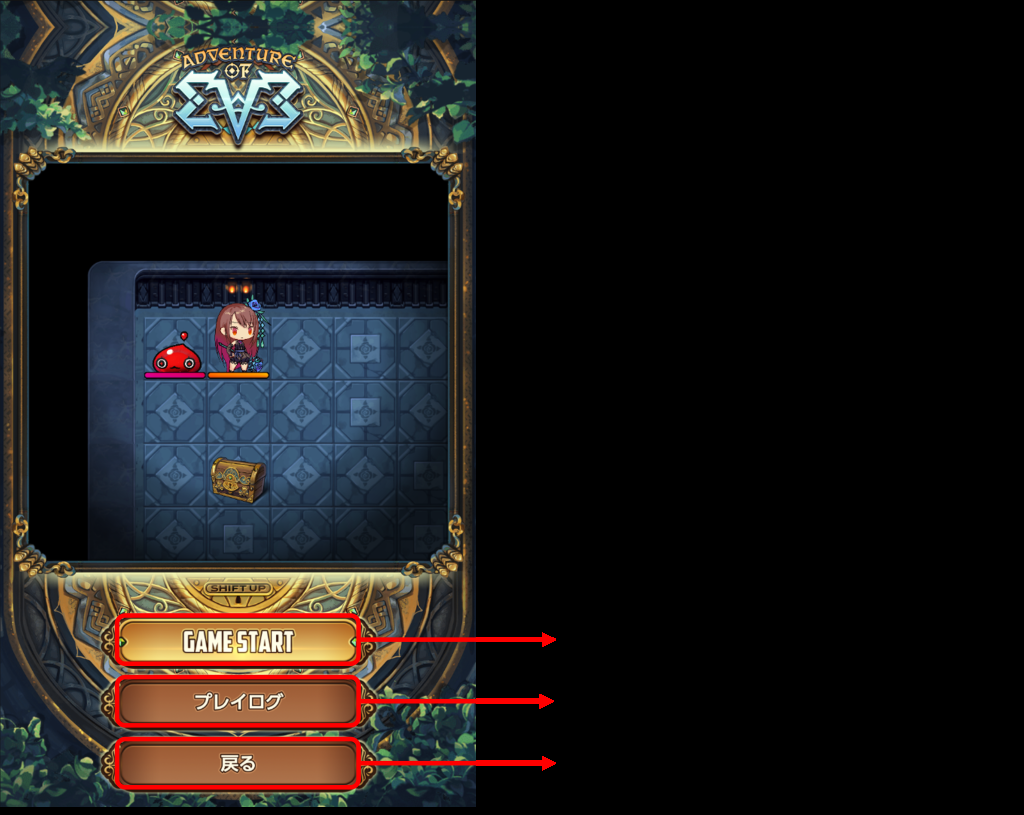 ADVENTURE
OF
EVE
SHIFT UP
GAME START
プレイログ
戻る